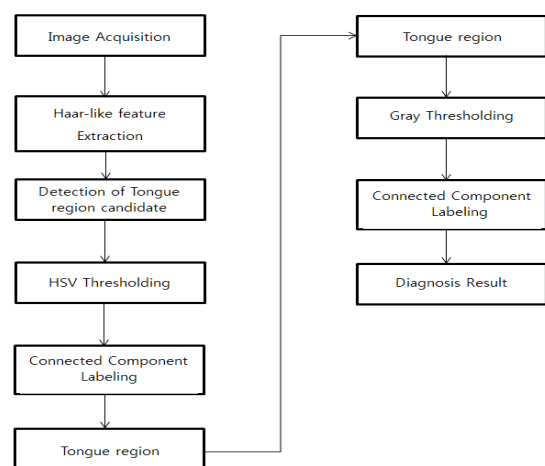 Image Acquisition
Haar-like feature
Extraction
Detection of Tongue
region candidate
HSV Thresholding
Connected Component
Labeling
Tongue region
Tongue region
Gray Thresholding
Connected Component
Labeling
Diagnosis Result